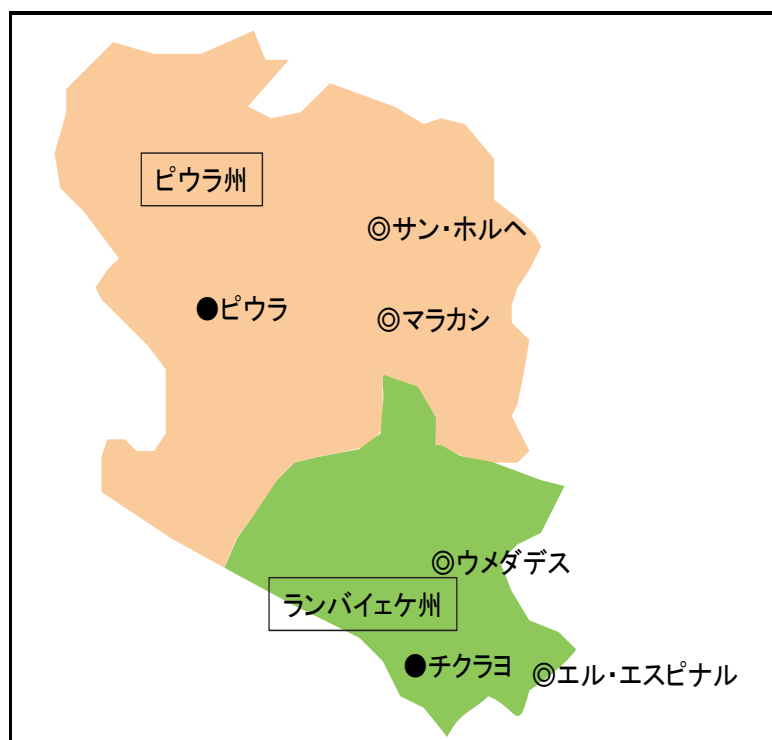 ピウラ州
◎サン・ホルヘ
●ピウラ
◎マラカシ
◎ウメダデス
ランバイェケ州
●チクラヨ
◎エル・エスピナル